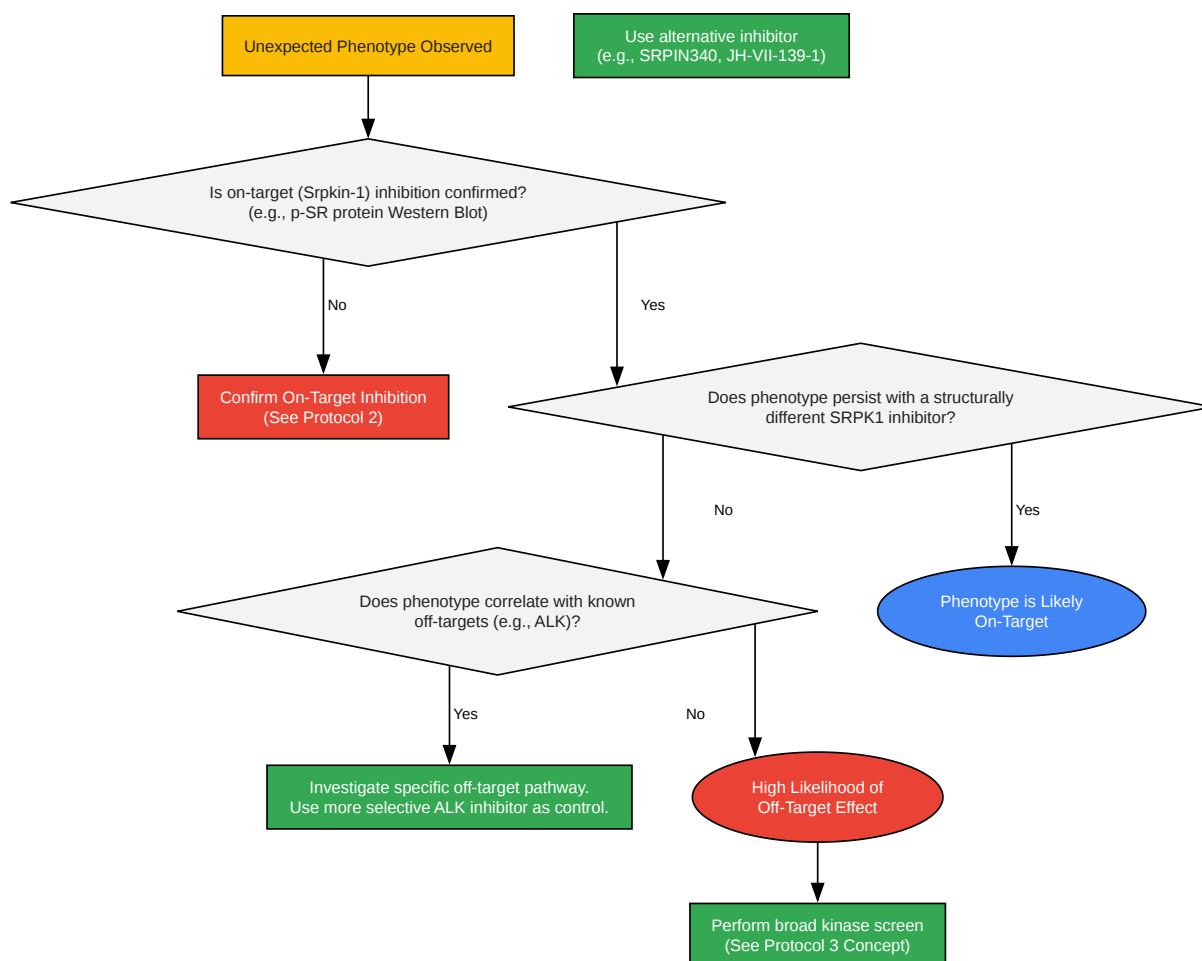 Unexpected Phenotype Observed
Use alternative inhibitor
(e.g., SRPIN340, JH-VII-139-1)
Is on-target (Srpkin-1) inhibition confirmed?
(e.g., p-SR protein Western Blot)
No
Yes
Confirm On-Target Inhibition
(See Protocol 2)
Does phenotype persist with a structurally
different SRPK1 inhibitor?
No
Yes
Does phenotype correlate with known
off-targets (e.g., ALK)?
Phenotype is Likely
On-Target
Yes
No
Investigate specific off-target pathway.
Use more selective ALK inhibitor as control.
High Likelihood of
Off-Target Effect
Perform broad kinase screen
(See Protocol 3 Concept)